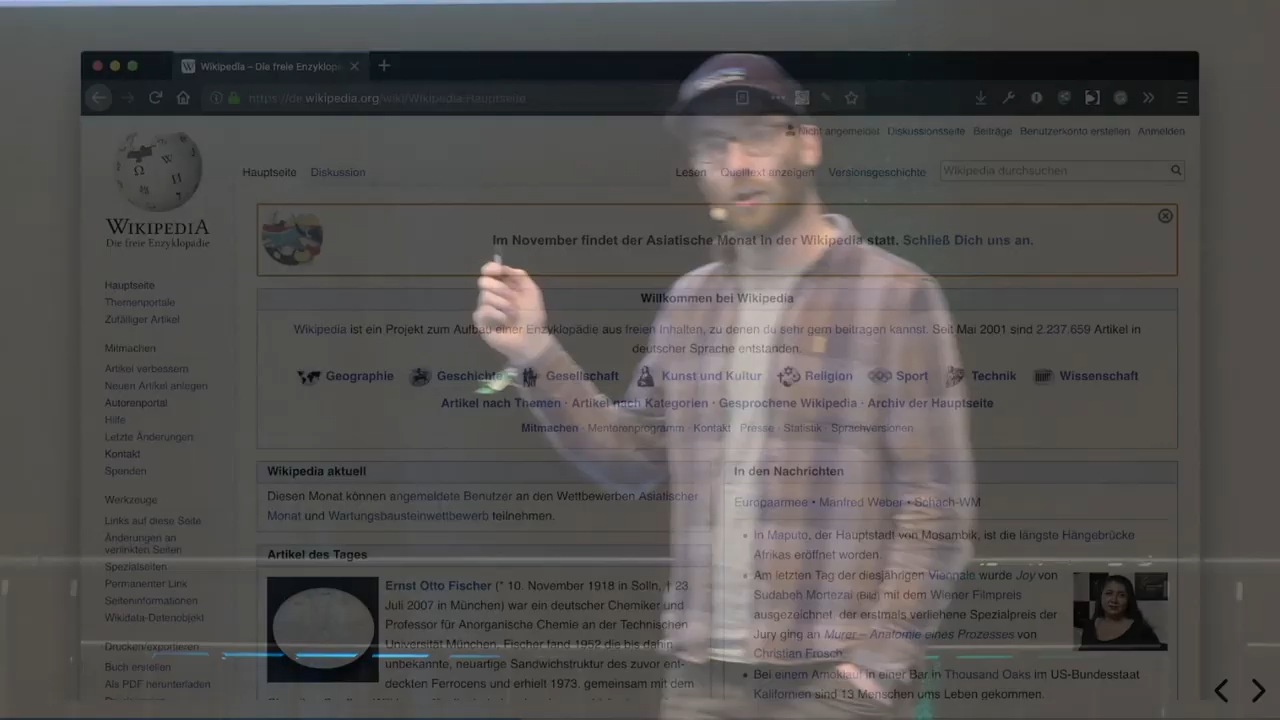 Wikipedia – Die freie Enzyklop
https://de.wikipedia.org/wiki/Wikipedia:Hauptseite
Nicht angemeldet Diskussionsseite Beiträge Benutzerkonto erstellen Anmelden
Hauptseite Diskussion Lesen Quelltext anzeigen Versionsgeschichte Wikipedia durchsuchen
WIKIPEDIA
Die freie Enzyklopädie
Im November findet der Asiatische Monat in der Wikipedia statt. Schließ Dich uns an.
Hauptseite
Themenportale
Zufälliger Artikel
Mitmachen
Artikel verbessern
Neuen Artikel anlegen
Autorenportal
Hilfe
Letzte Änderungen
Kontakt
Spenden
Werkzeuge
Links auf diese Seite
Änderungen an
verlinkten Seiten
Spezialseiten
Permanenter Link
Seiteninformationen
Wikidata-Datenobjekt
Drucken/exportieren
Buch erstellen
Als PDF herunterladen
Willkommen bei Wikipedia
Wikipedia ist ein Projekt zum Aufbau einer Enzyklopädie aus freien Inhalten, zu denen du sehr gern beitragen kannst. Seit Mai 2001 sind 2.237.659 Artikel in
deutscher Sprache entstanden.
Geographie Geschichte Gesellschaft Kunst und Kultur Religion Sport Technik Wissenschaft
Artikel nach Themen · Artikel nach Kategorien · Gesprochene Wikipedia · Archiv der Hauptseite
Mitmachen · Mentorenprogramm · Kontakt · Presse · Statistik · Sprachversionen
Wikipedia aktuell
Diesen Monat können angemeldete Benutzer an den Wettbewerben Asiatischer
Monat und Wartungsbausteinwettbewerb teilnehmen.
Artikel des Tages
Ernst Otto Fischer (* 10. November 1918 in Solln, † 23
Juli 2007 in München) war ein deutscher Chemiker und
Professor für Anorganische Chemie an der Technischen
Universität München. Fischer fand 1952 die bis dahin
unbekannte, neuartige Sandwichstruktur des zuvor ent-
deckten Ferrocens und erhielt 1973. gemeinsam mit dem
In den Nachrichten
Europaarmee • Manfred Weber • Schach-WM
In Maputo, der Hauptstadt von Mosambik, ist die längste Hängebrücke
Afrikas eröffnet worden.
Am letzten Tag der diesjährigen Viennale wurde Joy von
Sudabeh Mortezai (Bild) mit dem Wiener Filmpreis
ausgezeichnet. der erstmals verliehene Spezialpreis der
Jury ging an Murer – Anatomie eines Prozesses von
Christian Frosch.
Bei einem Amoklauf in einer Bar in Thousand Oaks im US-Bundesstaat
Kalifornien sind 13 Menschen ums Leben gekommen.